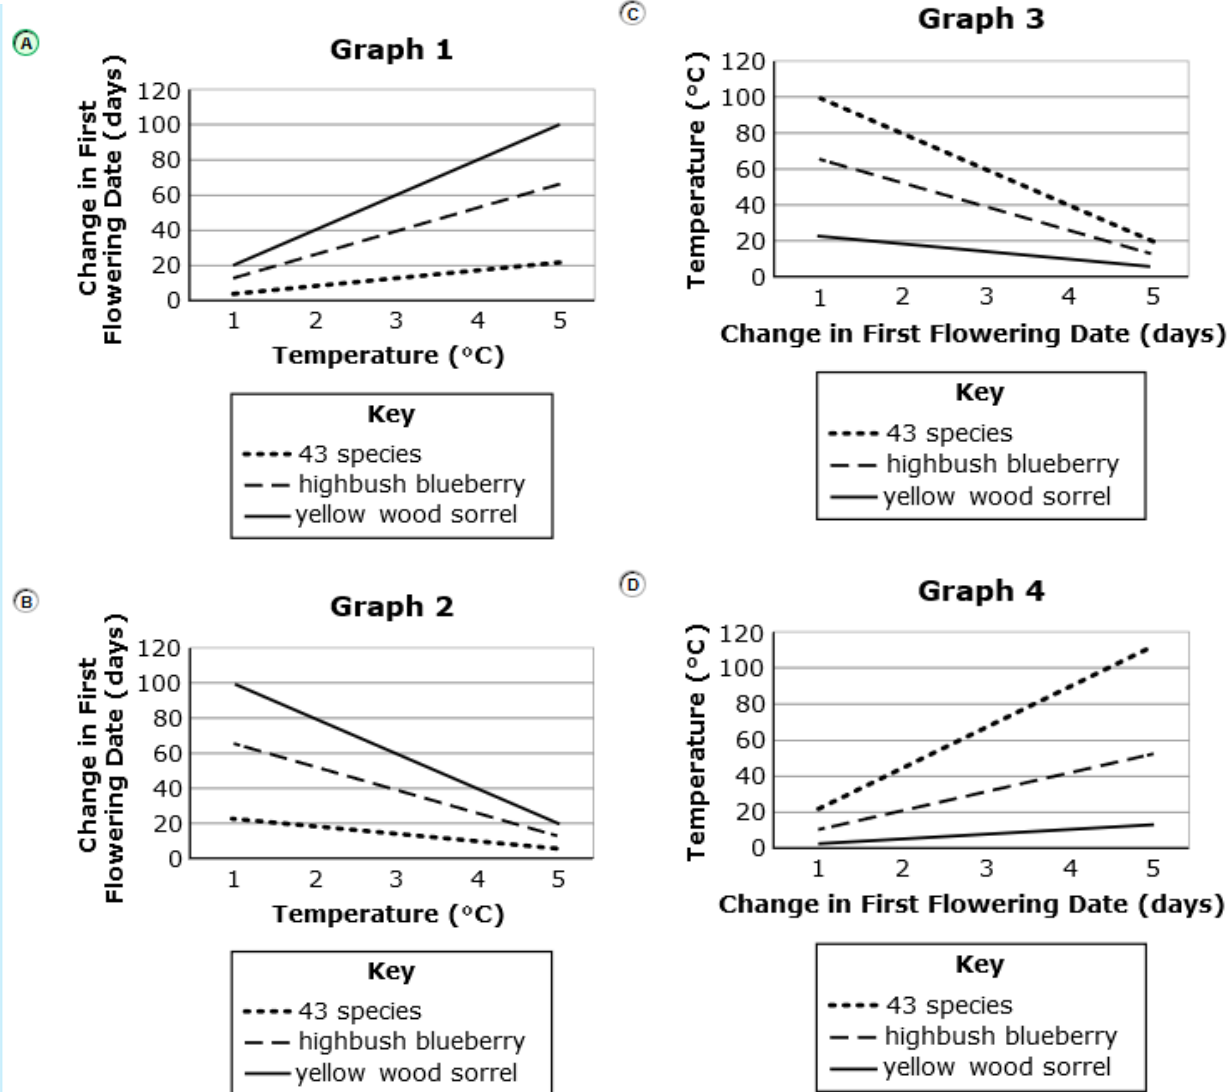 A
Graph 1
Change in First
Flowering Date (days)
120
100
80
60
40
20
0
1 2 3 4 5
Temperature (°C)
Key
43 species
highbush blueberry
yellow wood sorrel
B
Graph 2
Change in First
Flowering Date (days)
120
100
80
60
40
20
0
1 2 3 4 5
Temperature (°C)
Key
43 species
highbush blueberry
yellow wood sorrel
C
Graph 3
Temperature (°C)
120
100
80
60
40
20
0
1 2 3 4 5
Change in First Flowering Date (days)
Key
43 species
highbush blueberry
yellow wood sorrel
D
Graph 4
Temperature (°C)
120
100
80
60
40
20
0
1 2 3 4 5
Change in First Flowering Date (days)
Key
43 species
highbush blueberry
yellow wood sorrel